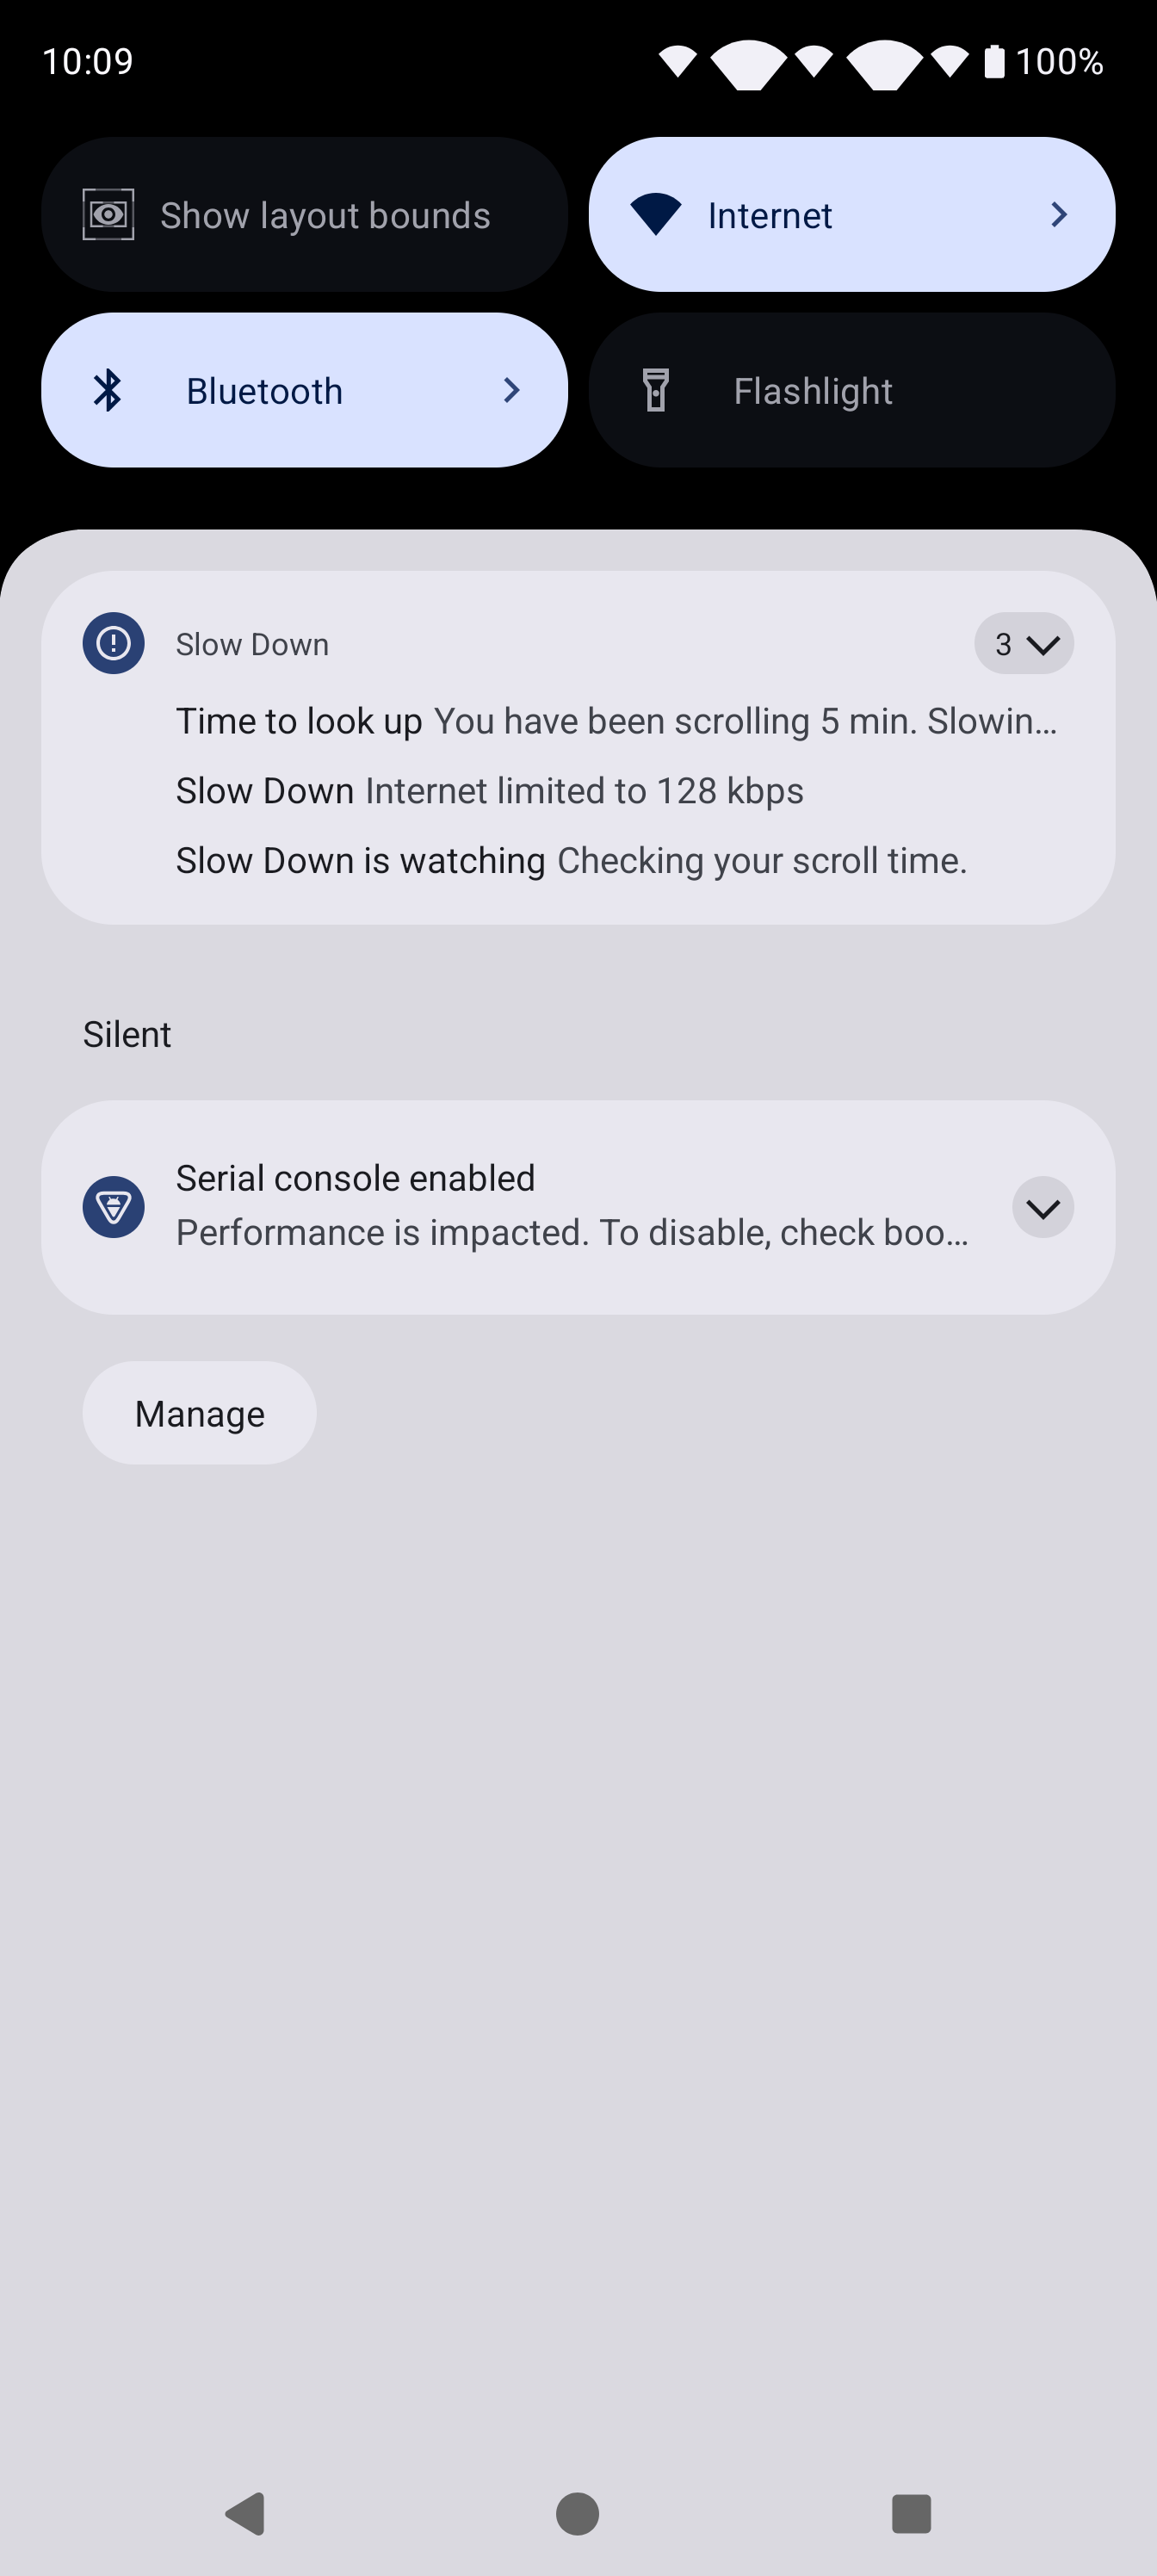 10:09
100%
Show layout bounds
Internet
Bluetooth
Flashlight
Slow Down
3
Time to look up You have been scrolling 5 min. Slowin…
Slow Down Internet limited to 128 kbps
Slow Down is watching Checking your scroll time.
Silent
Serial console enabled
Performance is impacted. To disable, check boo…
Manage